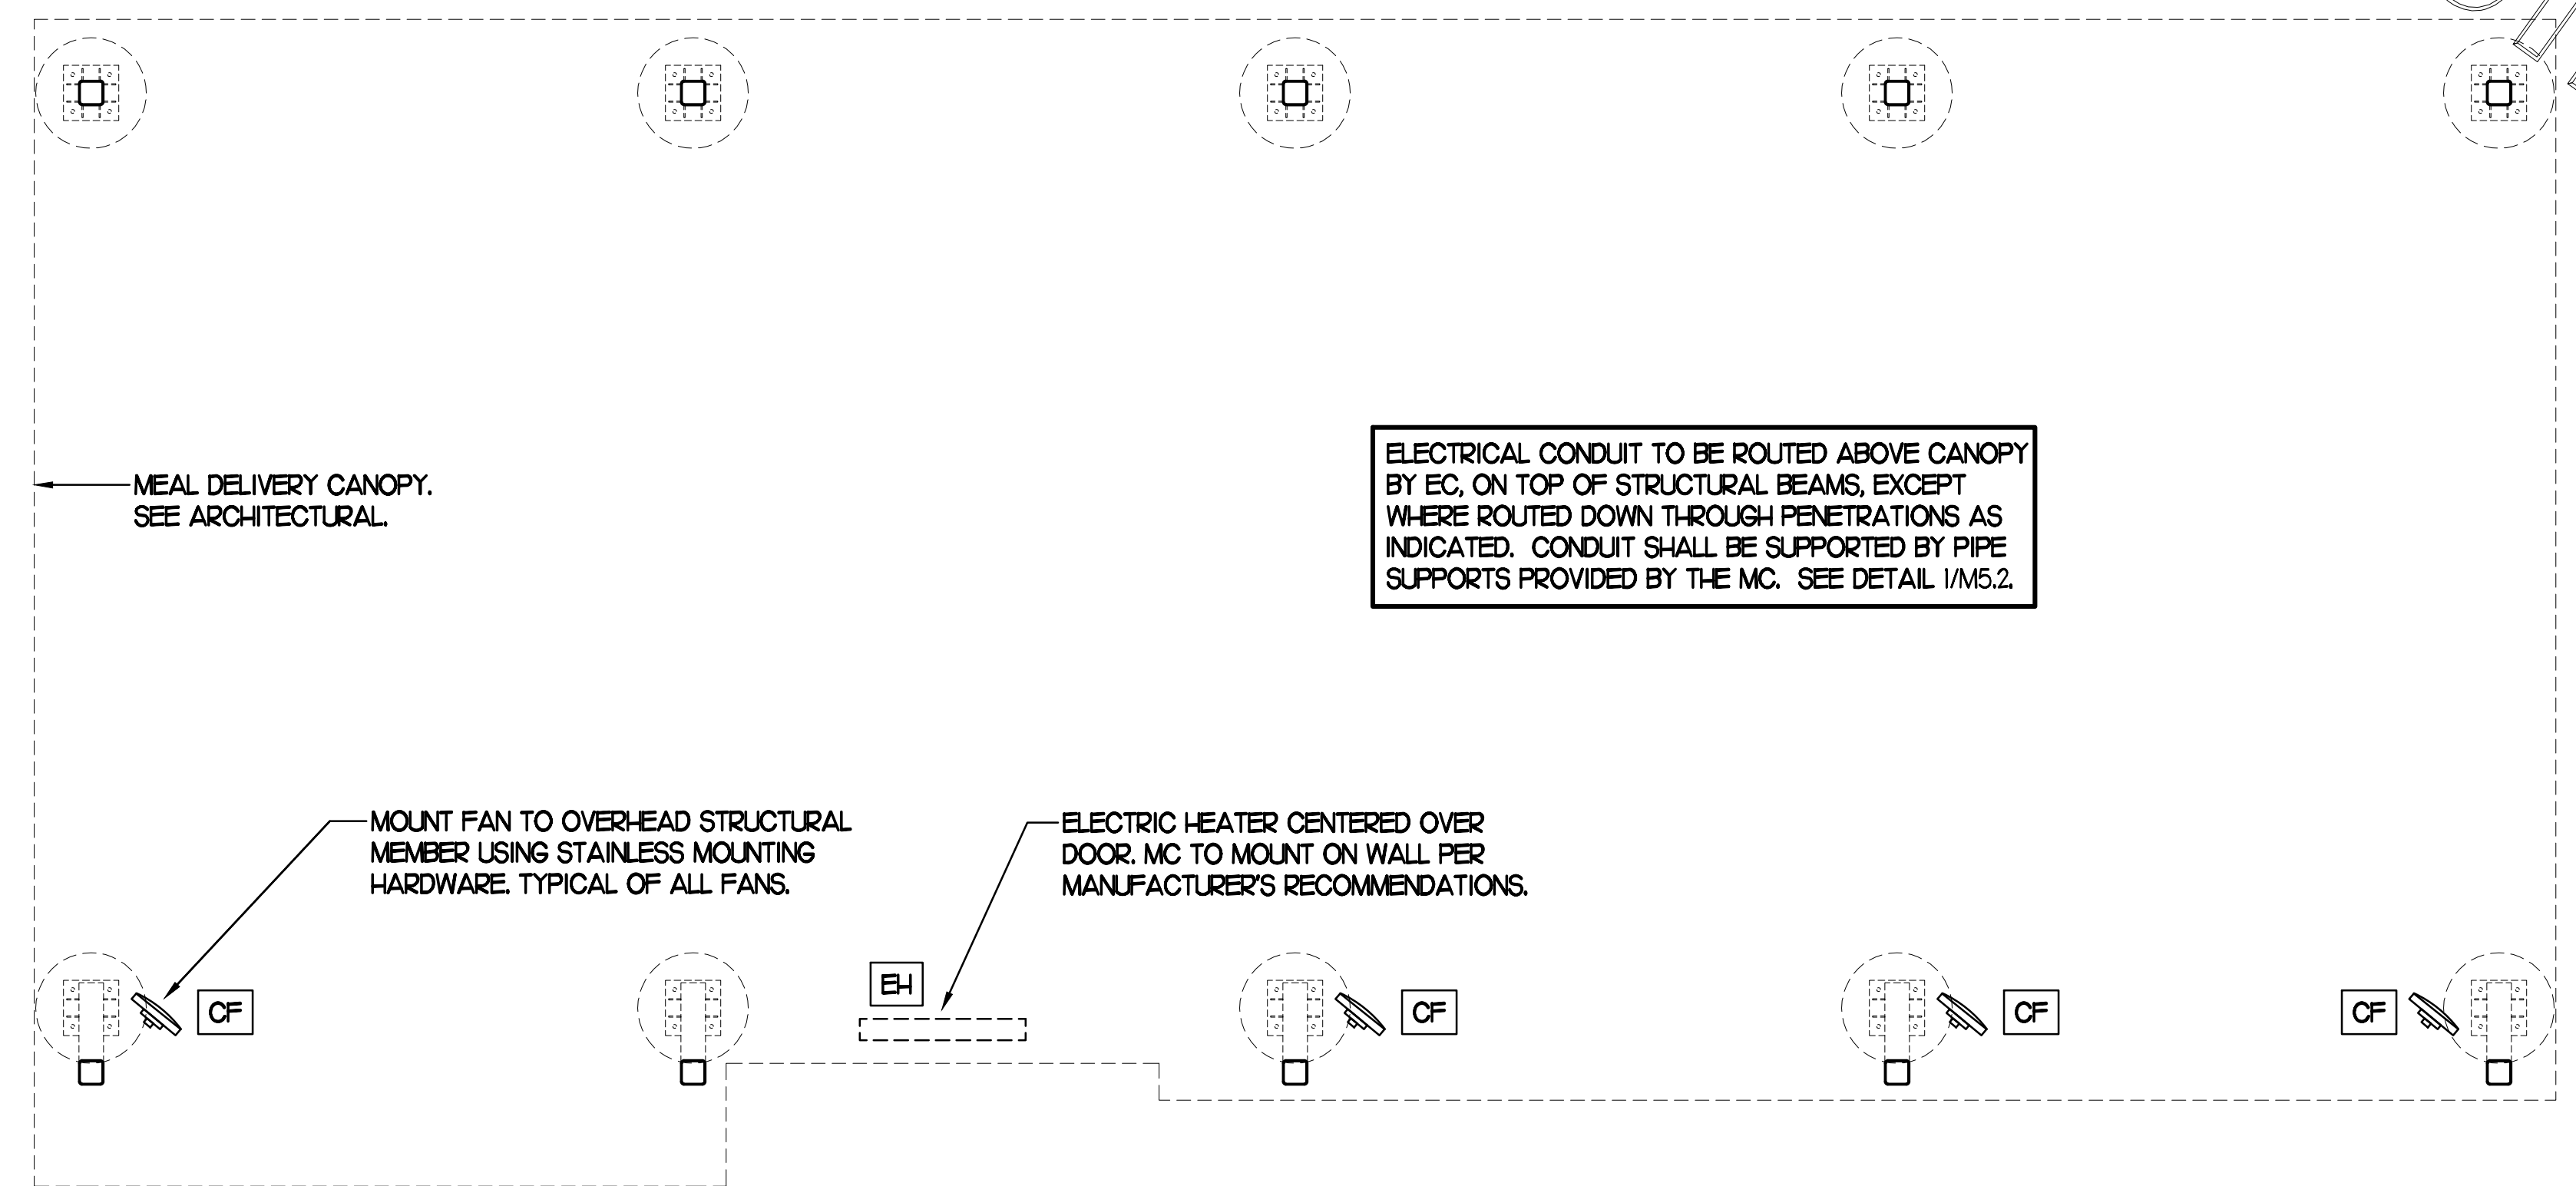 MEAL DELIVERY CANOPY.
SEE ARCHITECTURAL.
ELECTRICAL CONDUIT TO BE ROUTED ABOVE CANOPY
BY EC, ON TOP OF STRUCTURAL BEAMS, EXCEPT
WHERE ROUTED DOWN THROUGH PENETRATIONS AS
INDICATED. CONDUIT SHALL BE SUPPORTED BY PIPE
SUPPORTS PROVIDED BY THE MC. SEE DETAIL 1/M5.2.
MOUNT FAN TO OVERHEAD STRUCTURAL
MEMBER USING STAINLESS MOUNTING
HARDWARE. TYPICAL OF ALL FANS.
ELECTRIC HEATER CENTERED OVER
DOOR. MC TO MOUNT ON WALL PER
MANUFACTURER'S RECOMMENDATIONS.
CF
EH
CF
CF
CF